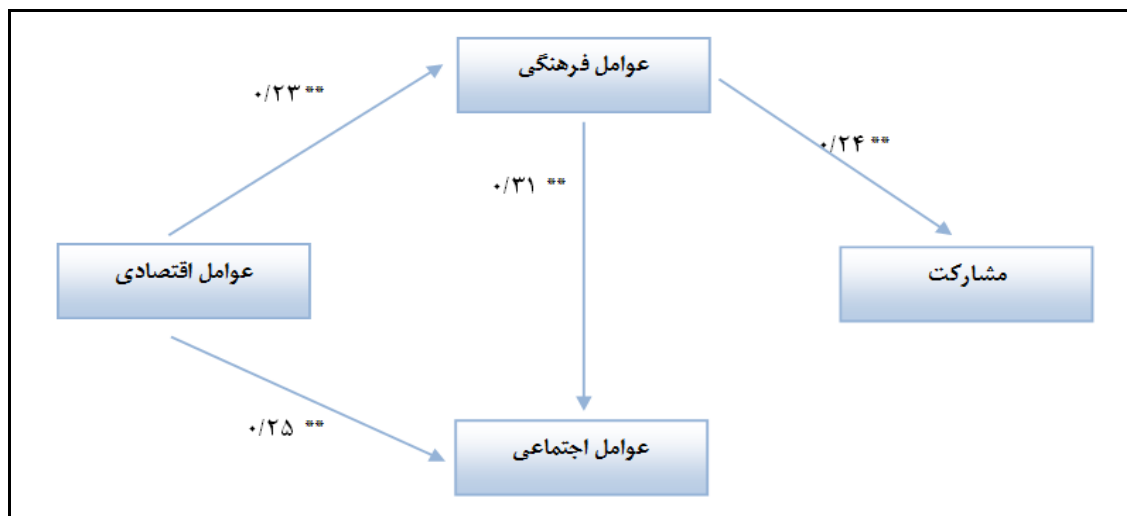 عوامل فرهنگی
۰/۲۳ **
۰/۲۴ **
۰/۳۱ **
عوامل اقتصادی
مشارکت
۰/۲۵ **
عوامل اجتماعی